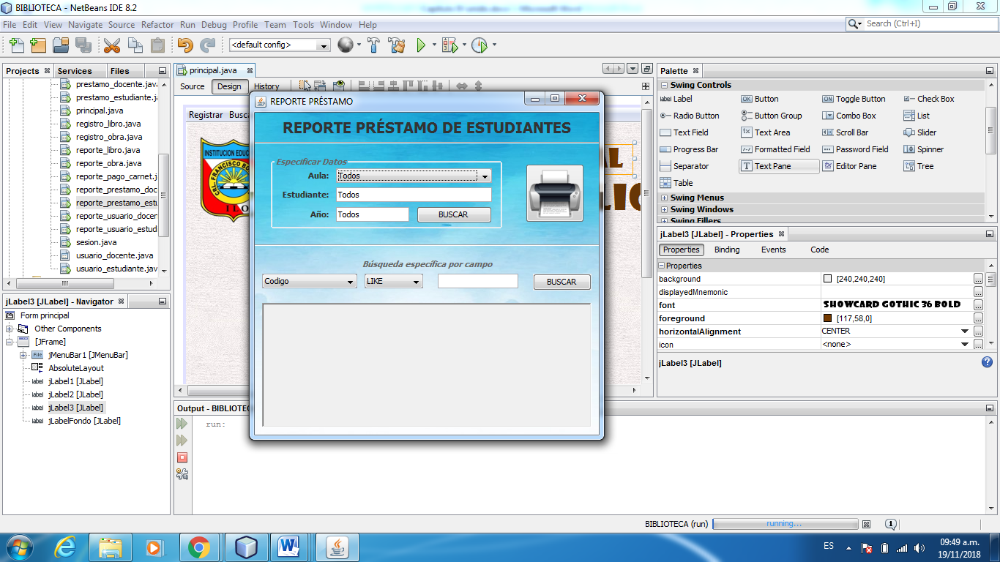 BIBLIOTECA - NetBeans IDE 8.2
File Edit View Navigate Source Refactor Run Debug Profile Team Tools Window Help
Search (Ctrl+I)
<default config>
Projects Services Files
prestamo_docente.java
prestamo_estudiante.ja
principal.java
registro_libro.java
registro_obra.java
reporte_libro.java
reporte_obra.java
reporte_pago_carnet.j
reporte_prestamo_doc
reporte_prestamo_estu
reporte_usuario_docen
reporte_usuario_estud
sesion.java
usuario_docente.java
usuario_estudiante.java
jLabel3 [JLabel] - Navigator
Form principal
Other Components
[JFrame]
jMenuBar1 [JMenuBar]
AbsoluteLayout
jLabel1 [JLabel]
jLabel2 [JLabel]
jLabel3 [JLabel]
jLabelFondo [JLabel]
principal.java
Source Design History
Registrar Busca
INSTITUCION EDUC
CRL. FRANCISCO BO
ILO
REPORTE PRÉSTAMO
REPORTE PRÉSTAMO DE ESTUDIANTES
Especificar Datos
Aula: Todos
Estudiante: Todos
Año: Todos BUSCAR
Búsqueda específica por campo
Codigo LIKE BUSCAR
AL
LIC
Output - BIBLIOTEC
run:
Palette
Swing Controls
Label Button Toggle Button Check Box
Radio Button Button Group Combo Box List
Text Field Text Area Scroll Bar Slider
Progress Bar Formatted Field Password Field Spinner
Separator Text Pane Editor Pane Tree
Table
Swing Menus
Swing Windows
Swing Fillers
jLabel3 [JLabel] - Properties
Properties Binding Events Code
Properties
background [240,240,240]
displayedMnemonic
font Showcard Gothic 36 Bold
foreground [117,58,0]
horizontalAlignment CENTER
icon <none>
jLabel3 [JLabel]
BIBLIOTECA (run) running... 1
ES
09:49 a.m.
19/11/2018